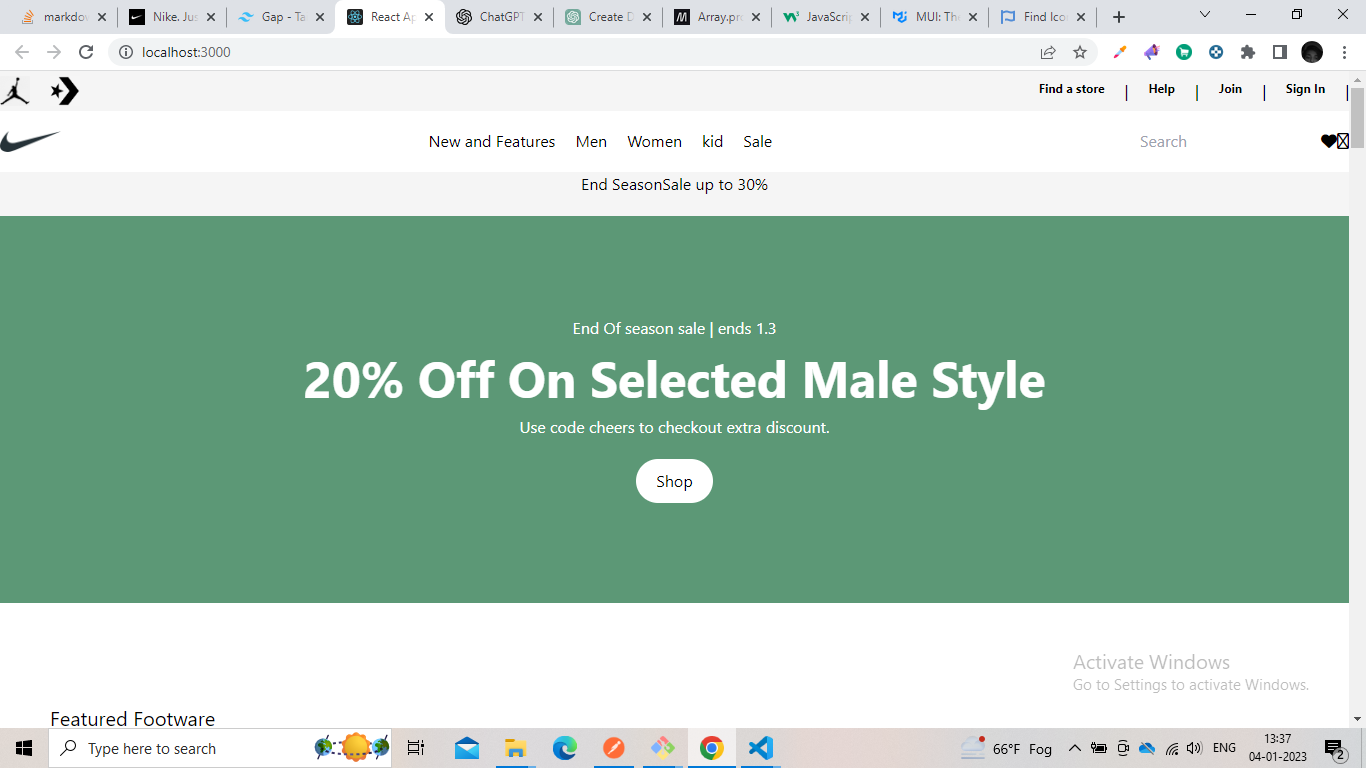 markdow
Nike. Jus
Gap - Ta
React Ap
ChatGPT
Create D
Array.pro
JavaScrip
MUI: The
Find Ico
localhost:3000
Find a store | Help | Join | Sign In |
New and Features Men Women kid Sale
Search
End SeasonSale up to 30%
End Of season sale | ends 1.3
20% Off On Selected Male Style
Use code cheers to checkout extra discount.
Shop
Activate Windows
Go to Settings to activate Windows.
Featured Footware
Type here to search
66°F Fog
ENG
13:37
04-01-2023
2